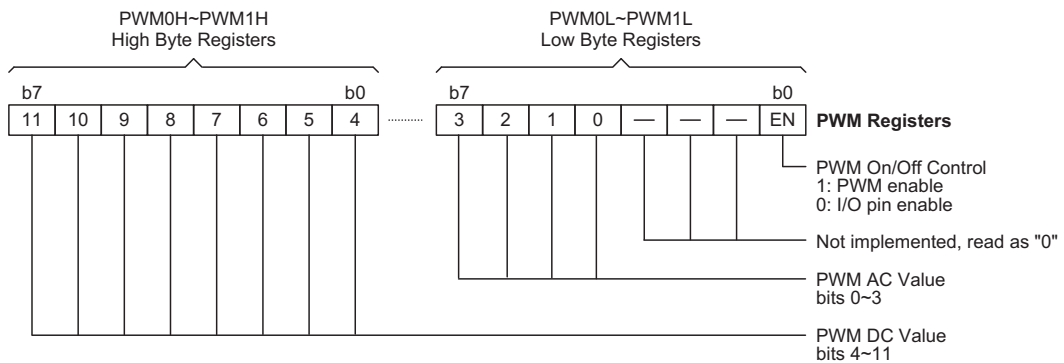 PWM0H~PWM1H
High Byte Registers
PWM0L~PWM1L
Low Byte Registers
b7 b0 b7 b0
11 10 9 8 7 6 5 4 3 2 1 0 — — — EN PWM Registers
PWM On/Off Control
1: PWM enable
0: I/O pin enable
Not implemented, read as "0"
PWM AC Value
bits 0~3
PWM DC Value
bits 4~11